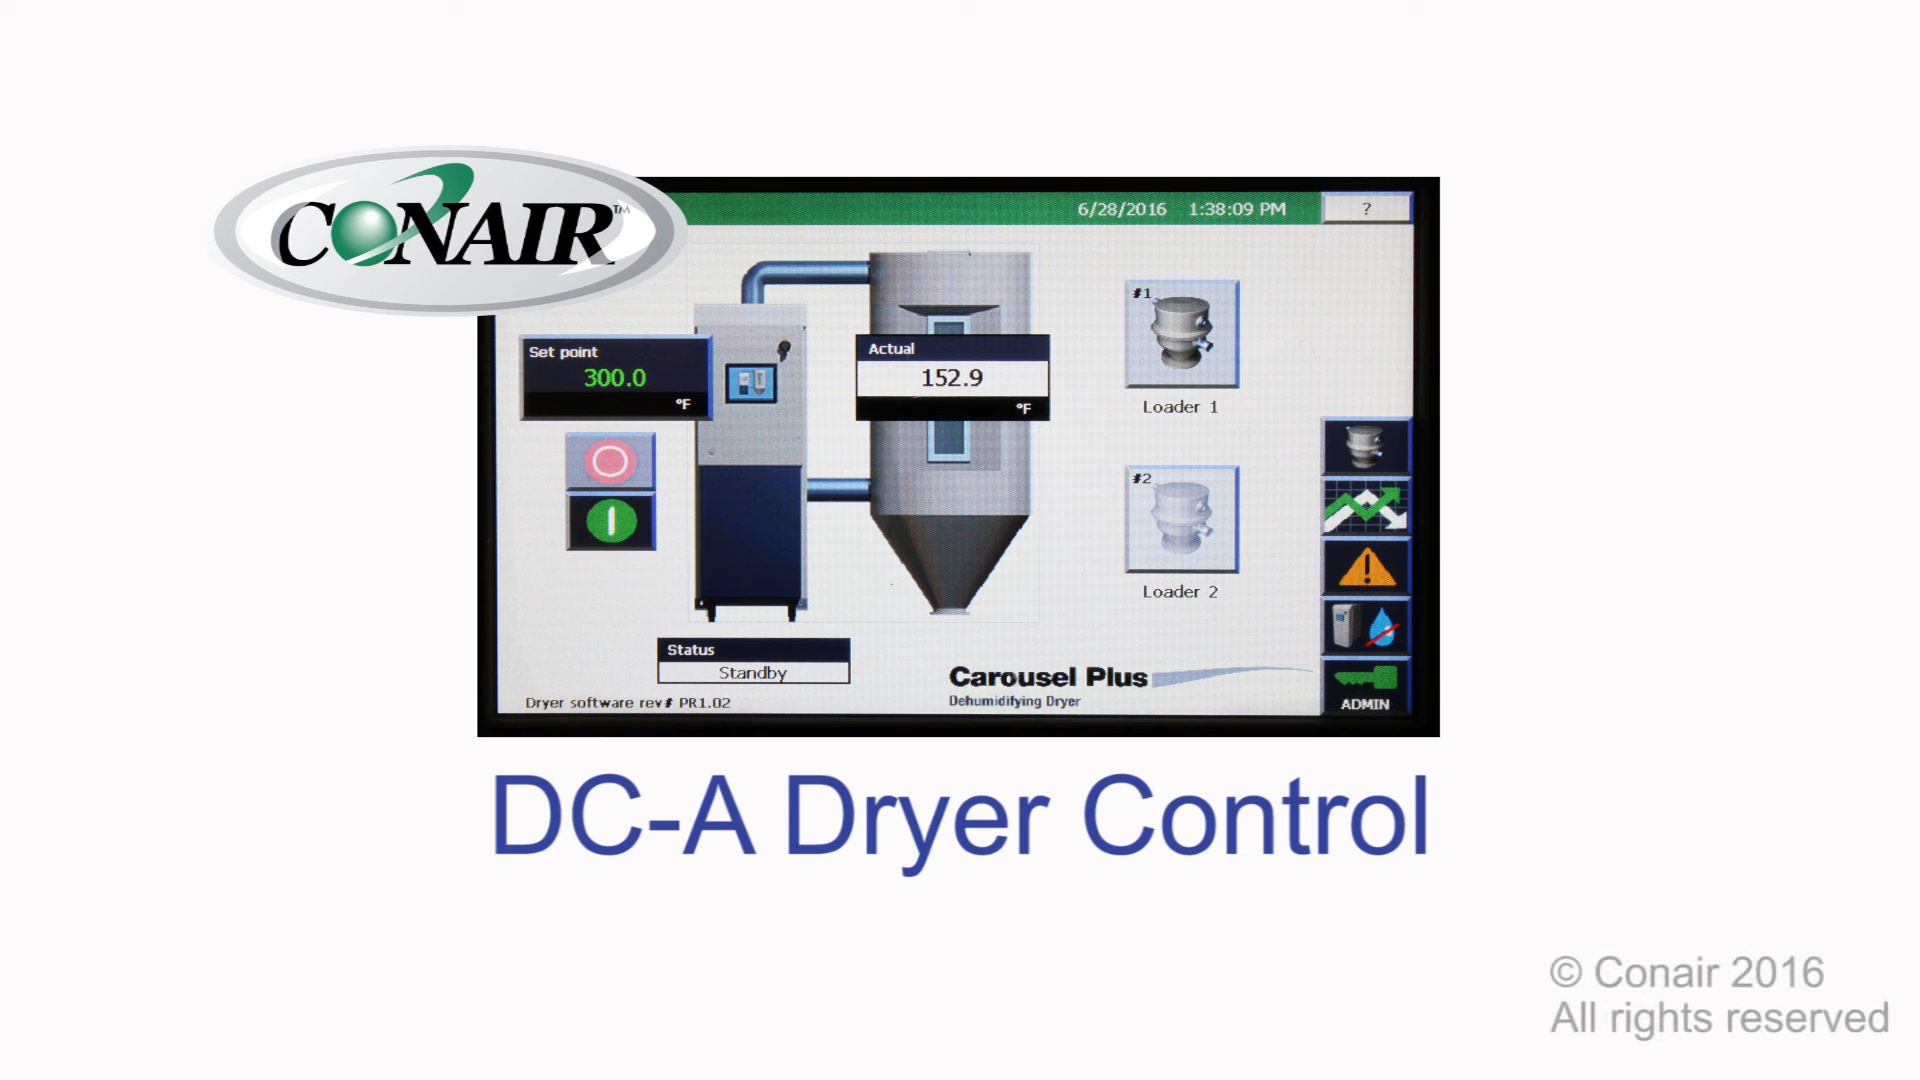 CONAIR™
6/28/2016 1:38:09 PM ?
#1
Set point
300.0
°F
Actual
152.9
°F
Loader 1
#2
Loader 2
Status
Standby
Carousel Plus
Dehumidifying Dryer
Dryer software rev# PR1.02
ADMIN
DC-A Dryer Control
© Conair 2016
All rights reserved